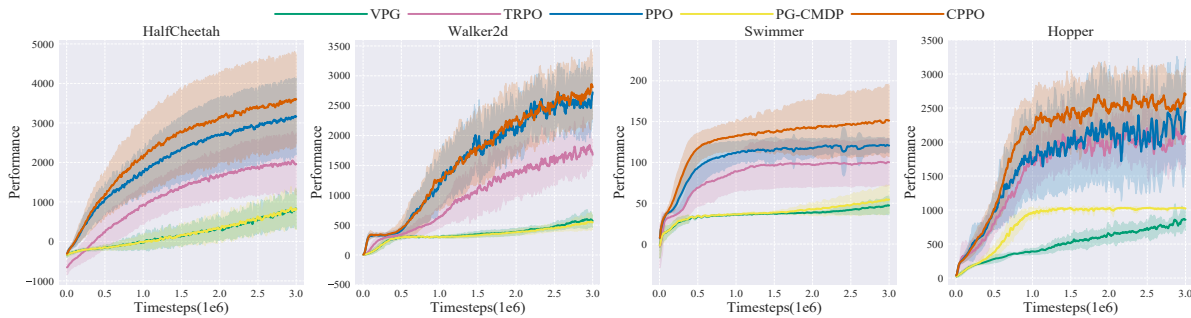 VPG TRPO PPO PG-CMDP CPPO
HalfCheetah Walker2d Swimmer Hopper
Performance
5000
4000
3000
2000
1000
0
−1000
0.0 0.5 1.0 1.5 2.0 2.5 3.0
Timesteps(1e6)
Performance
3500
3000
2500
2000
1500
1000
500
0
−500
0.0 0.5 1.0 1.5 2.0 2.5 3.0
Timesteps(1e6)
Performance
200
150
100
50
0
0.0 0.5 1.0 1.5 2.0 2.5 3.0
Timesteps(1e6)
Performance
3500
3000
2500
2000
1500
1000
500
0
0.0 0.5 1.0 1.5 2.0 2.5 3.0
Timesteps(1e6)